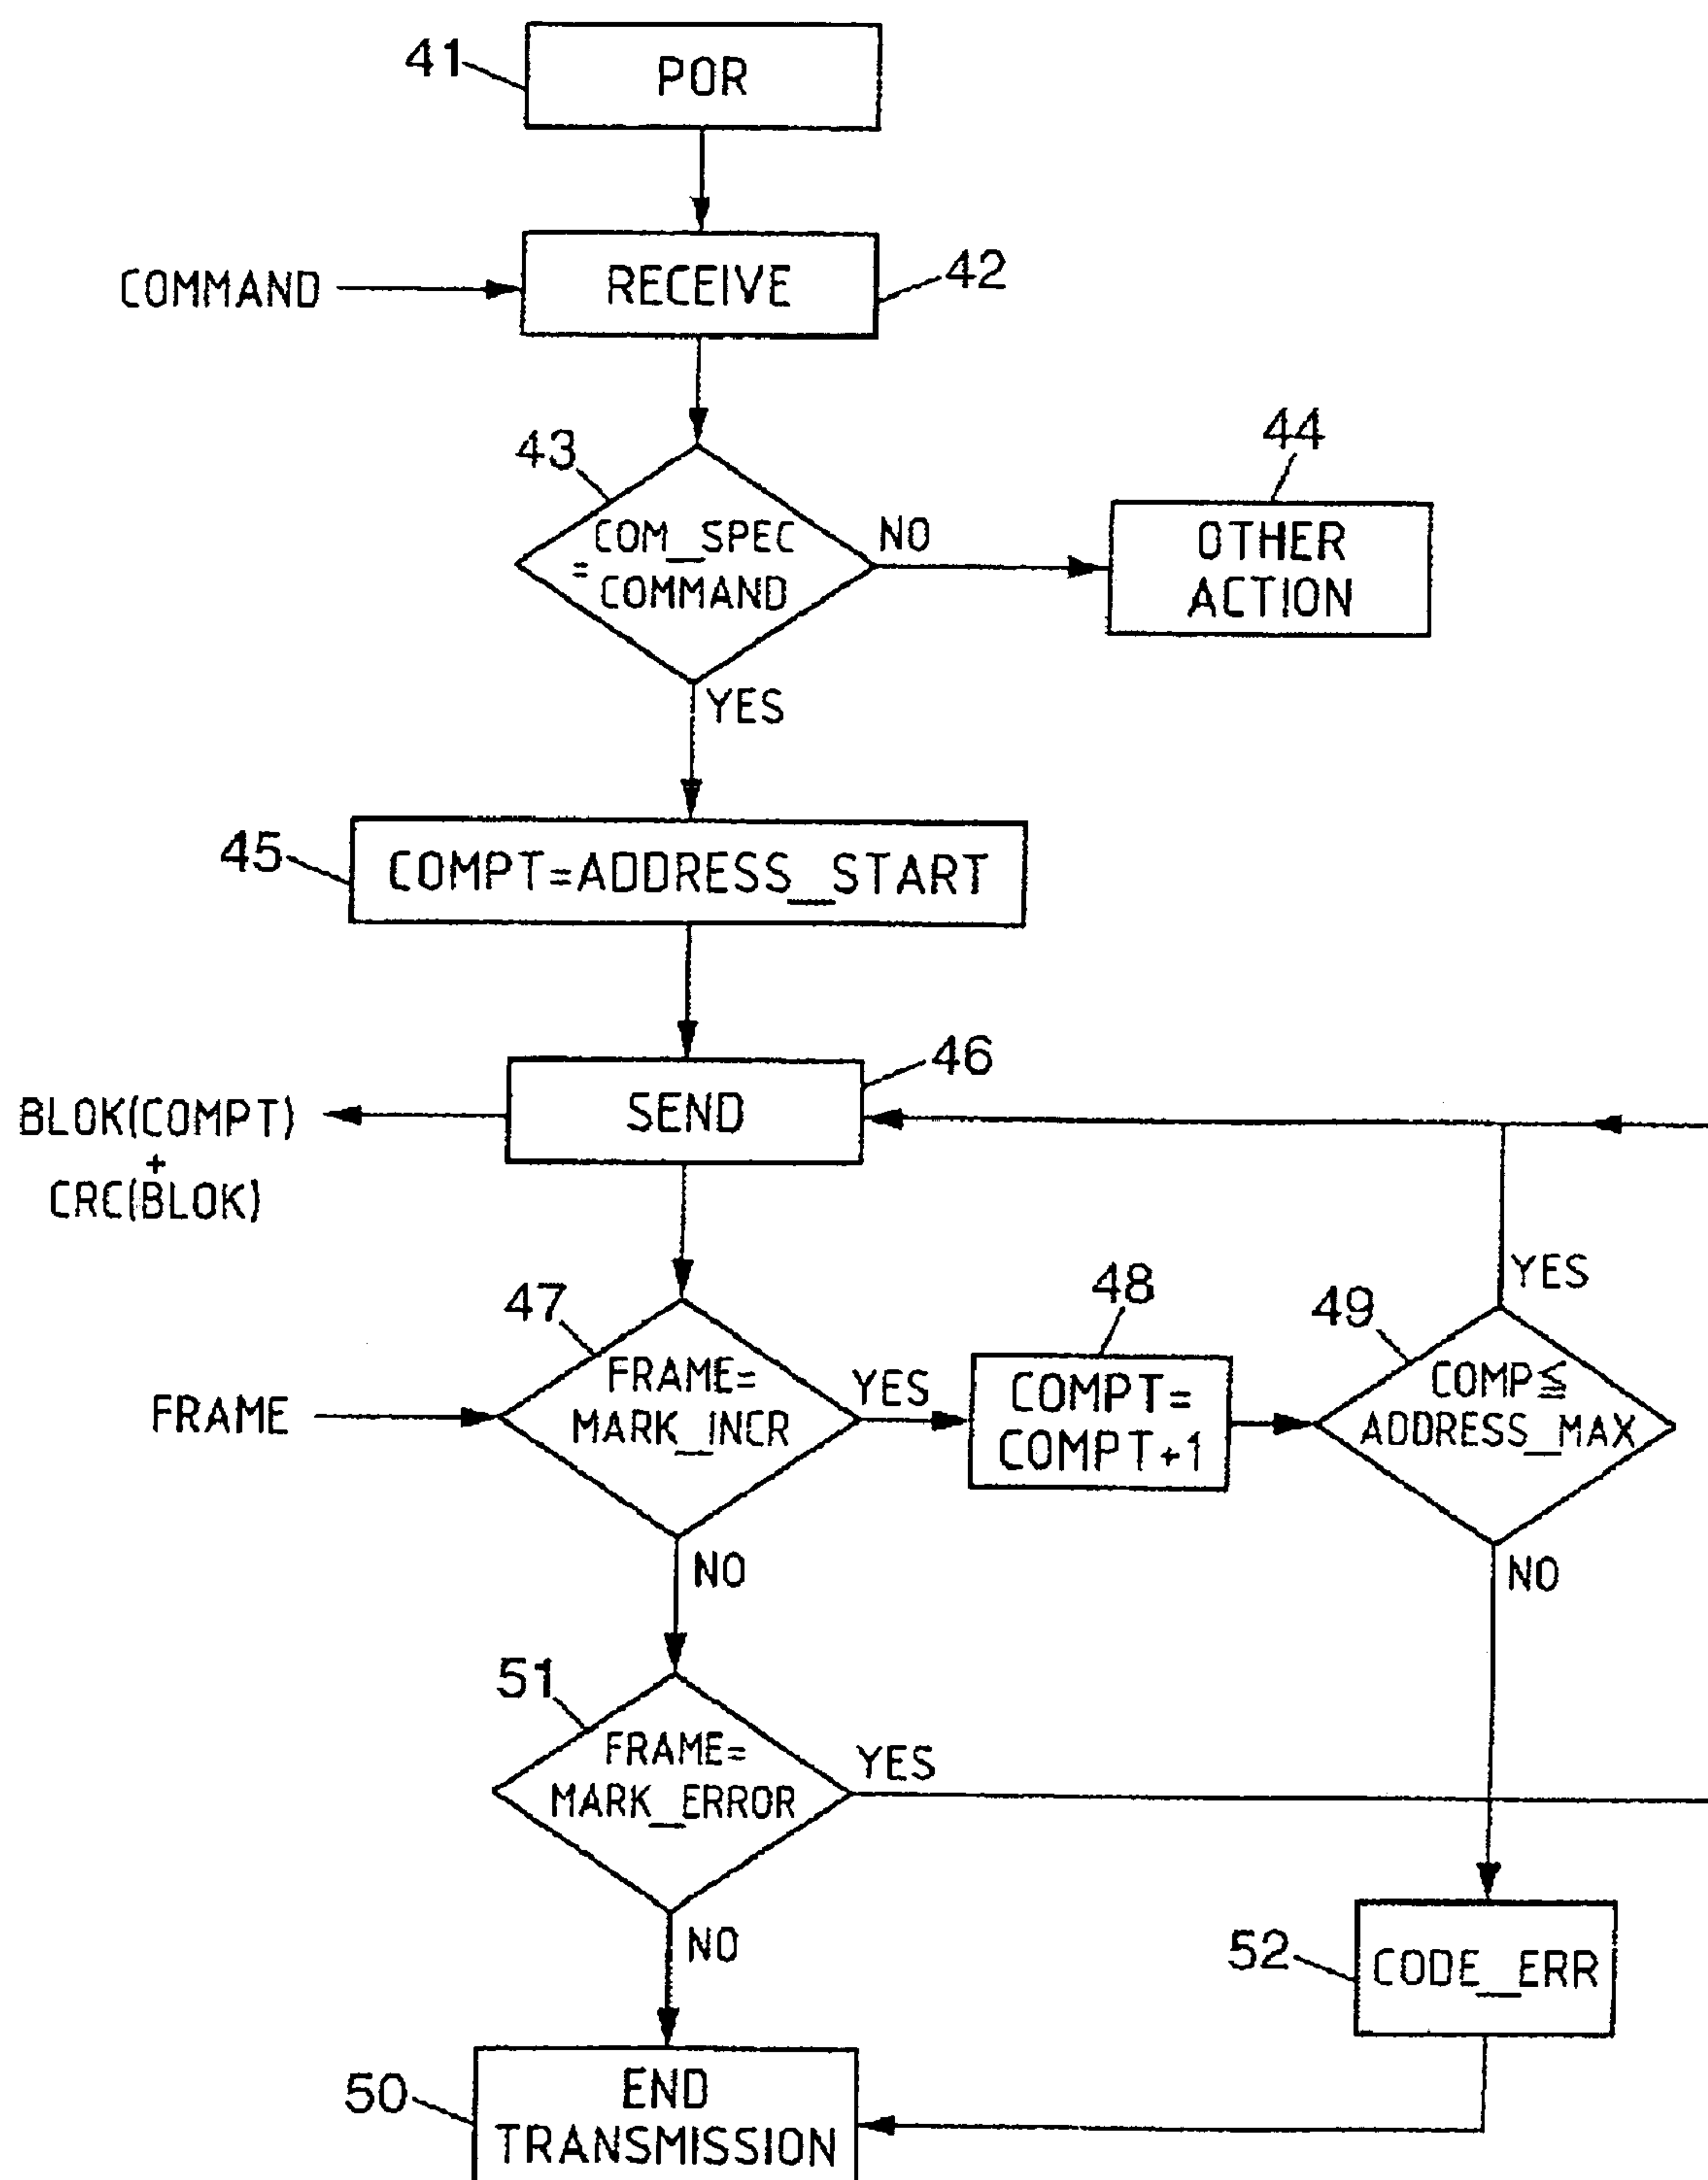 41
POR
COMMAND
RECEIVE
42
43
COM_SPEC
=
COMMAND
NO
44
OTHER
ACTION
YES
45
COMPT=ADDRESS_START
46
SEND
BLOK(COMPT)
+
CRC(BLOK)
47
FRAME
FRAME=
MARK_INCR
YES
48
COMPT=
COMPT+1
49
COMP≦
ADDRESS_MAX
YES
NO
NO
51
FRAME=
MARK_ERROR
YES
NO
52
CODE_ERR
50
END
TRANSMISSION